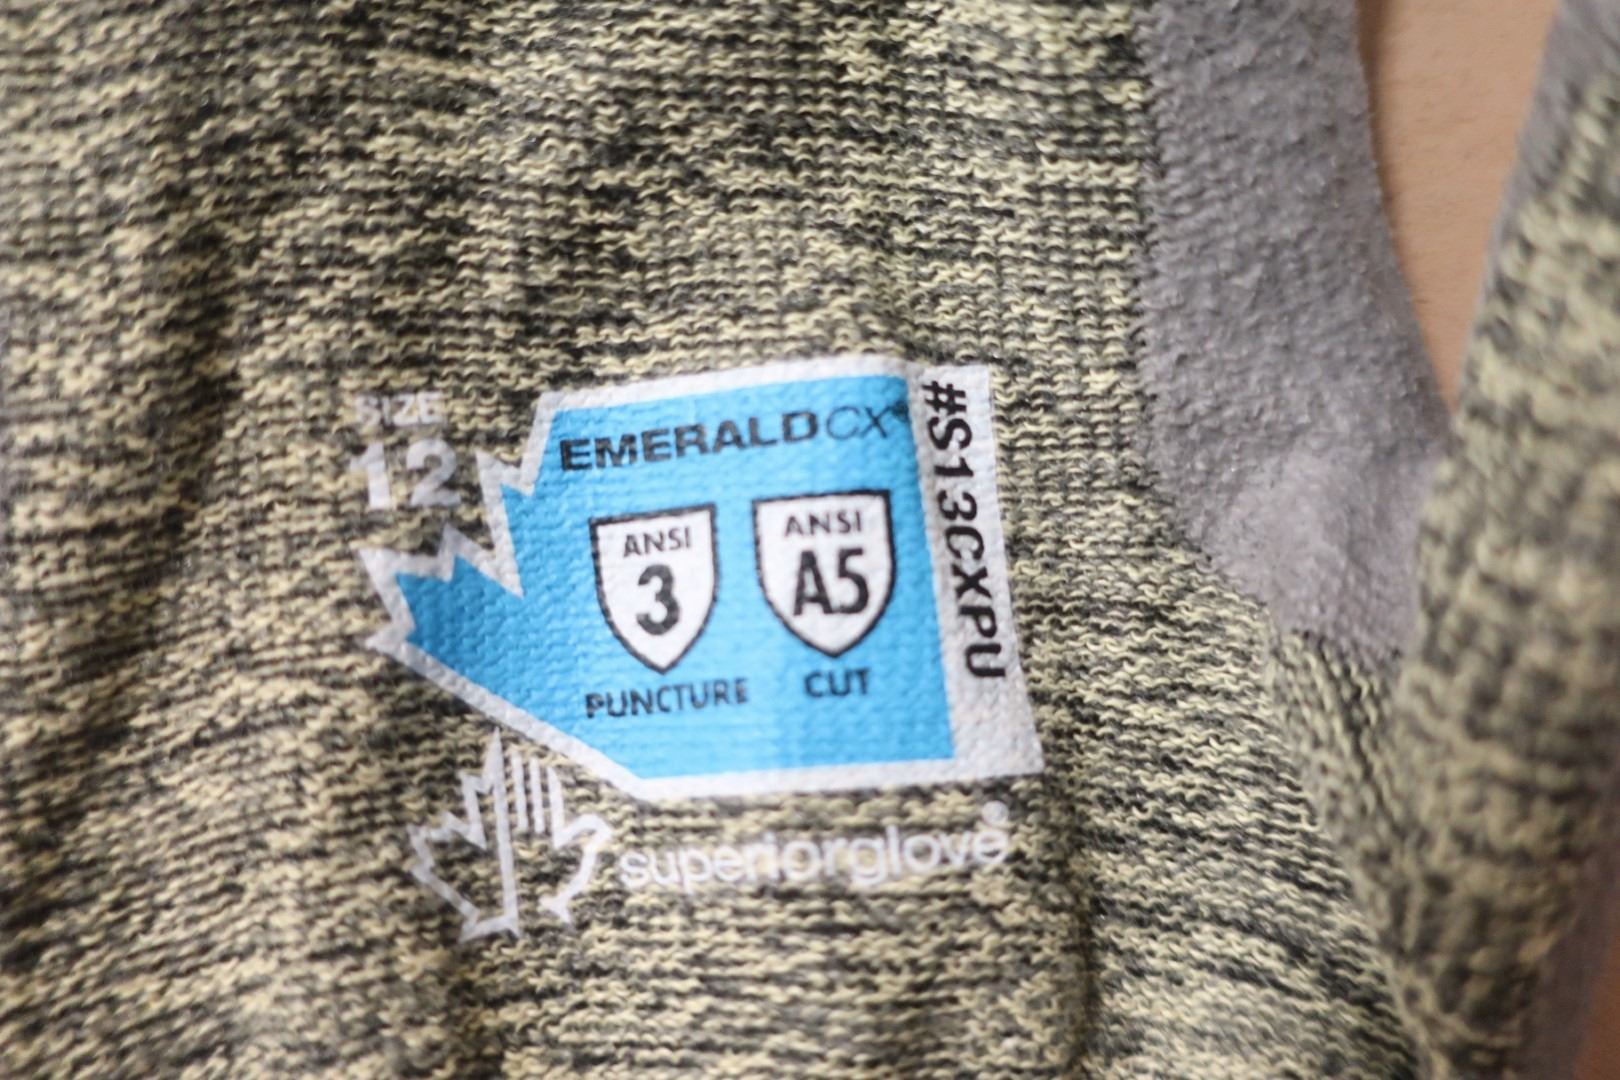 SIZE
12
EMERALDCX®
ANSI
3
PUNCTURE
ANSI
A5
CUT
#S13CXPU
superiorglove®